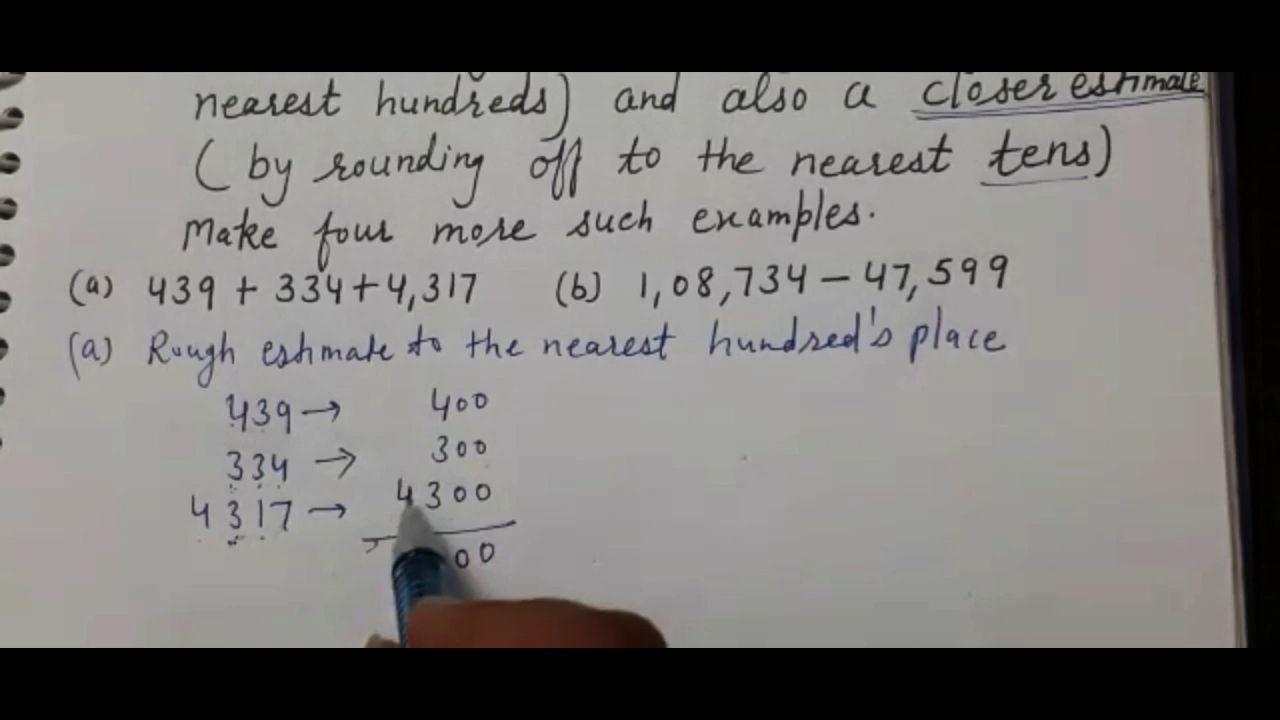 nearest hundreds) and also a closer estimate
(by rounding off to the nearest tens)
Make four more such examples.
(a) 439 + 334 + 4,317 (b) 1,08,734 – 47,599
(a) Rough estimate to the nearest hundred's place
439 → 400
334 → 300
4317 → 4300
00